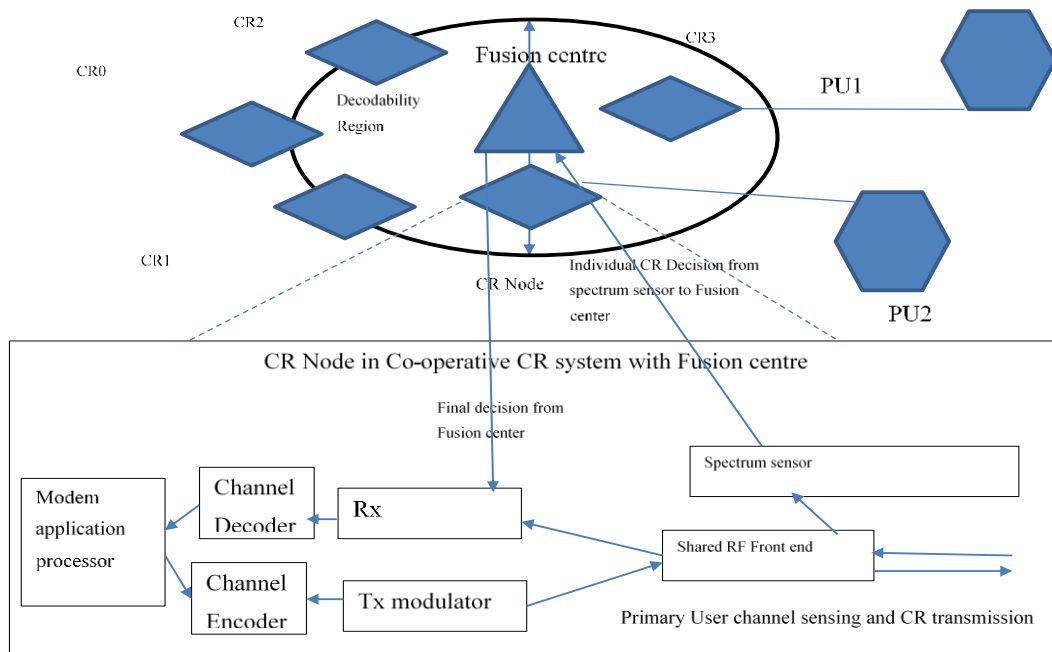 CR2
CR3
Fusion centre
CR0
PU1
Decodability
Region
CR1
Individual CR Decision from
spectrum sensor to Fusion
center
CR Node
PU2
CR Node in Co-operative CR system with Fusion centre
Final decision from
Fusion center
Spectrum sensor
Modem
application
processor
Channel
Decoder
Rx
Shared RF Front end
Channel
Encoder
Tx modulator
Primary User channel sensing and CR transmission